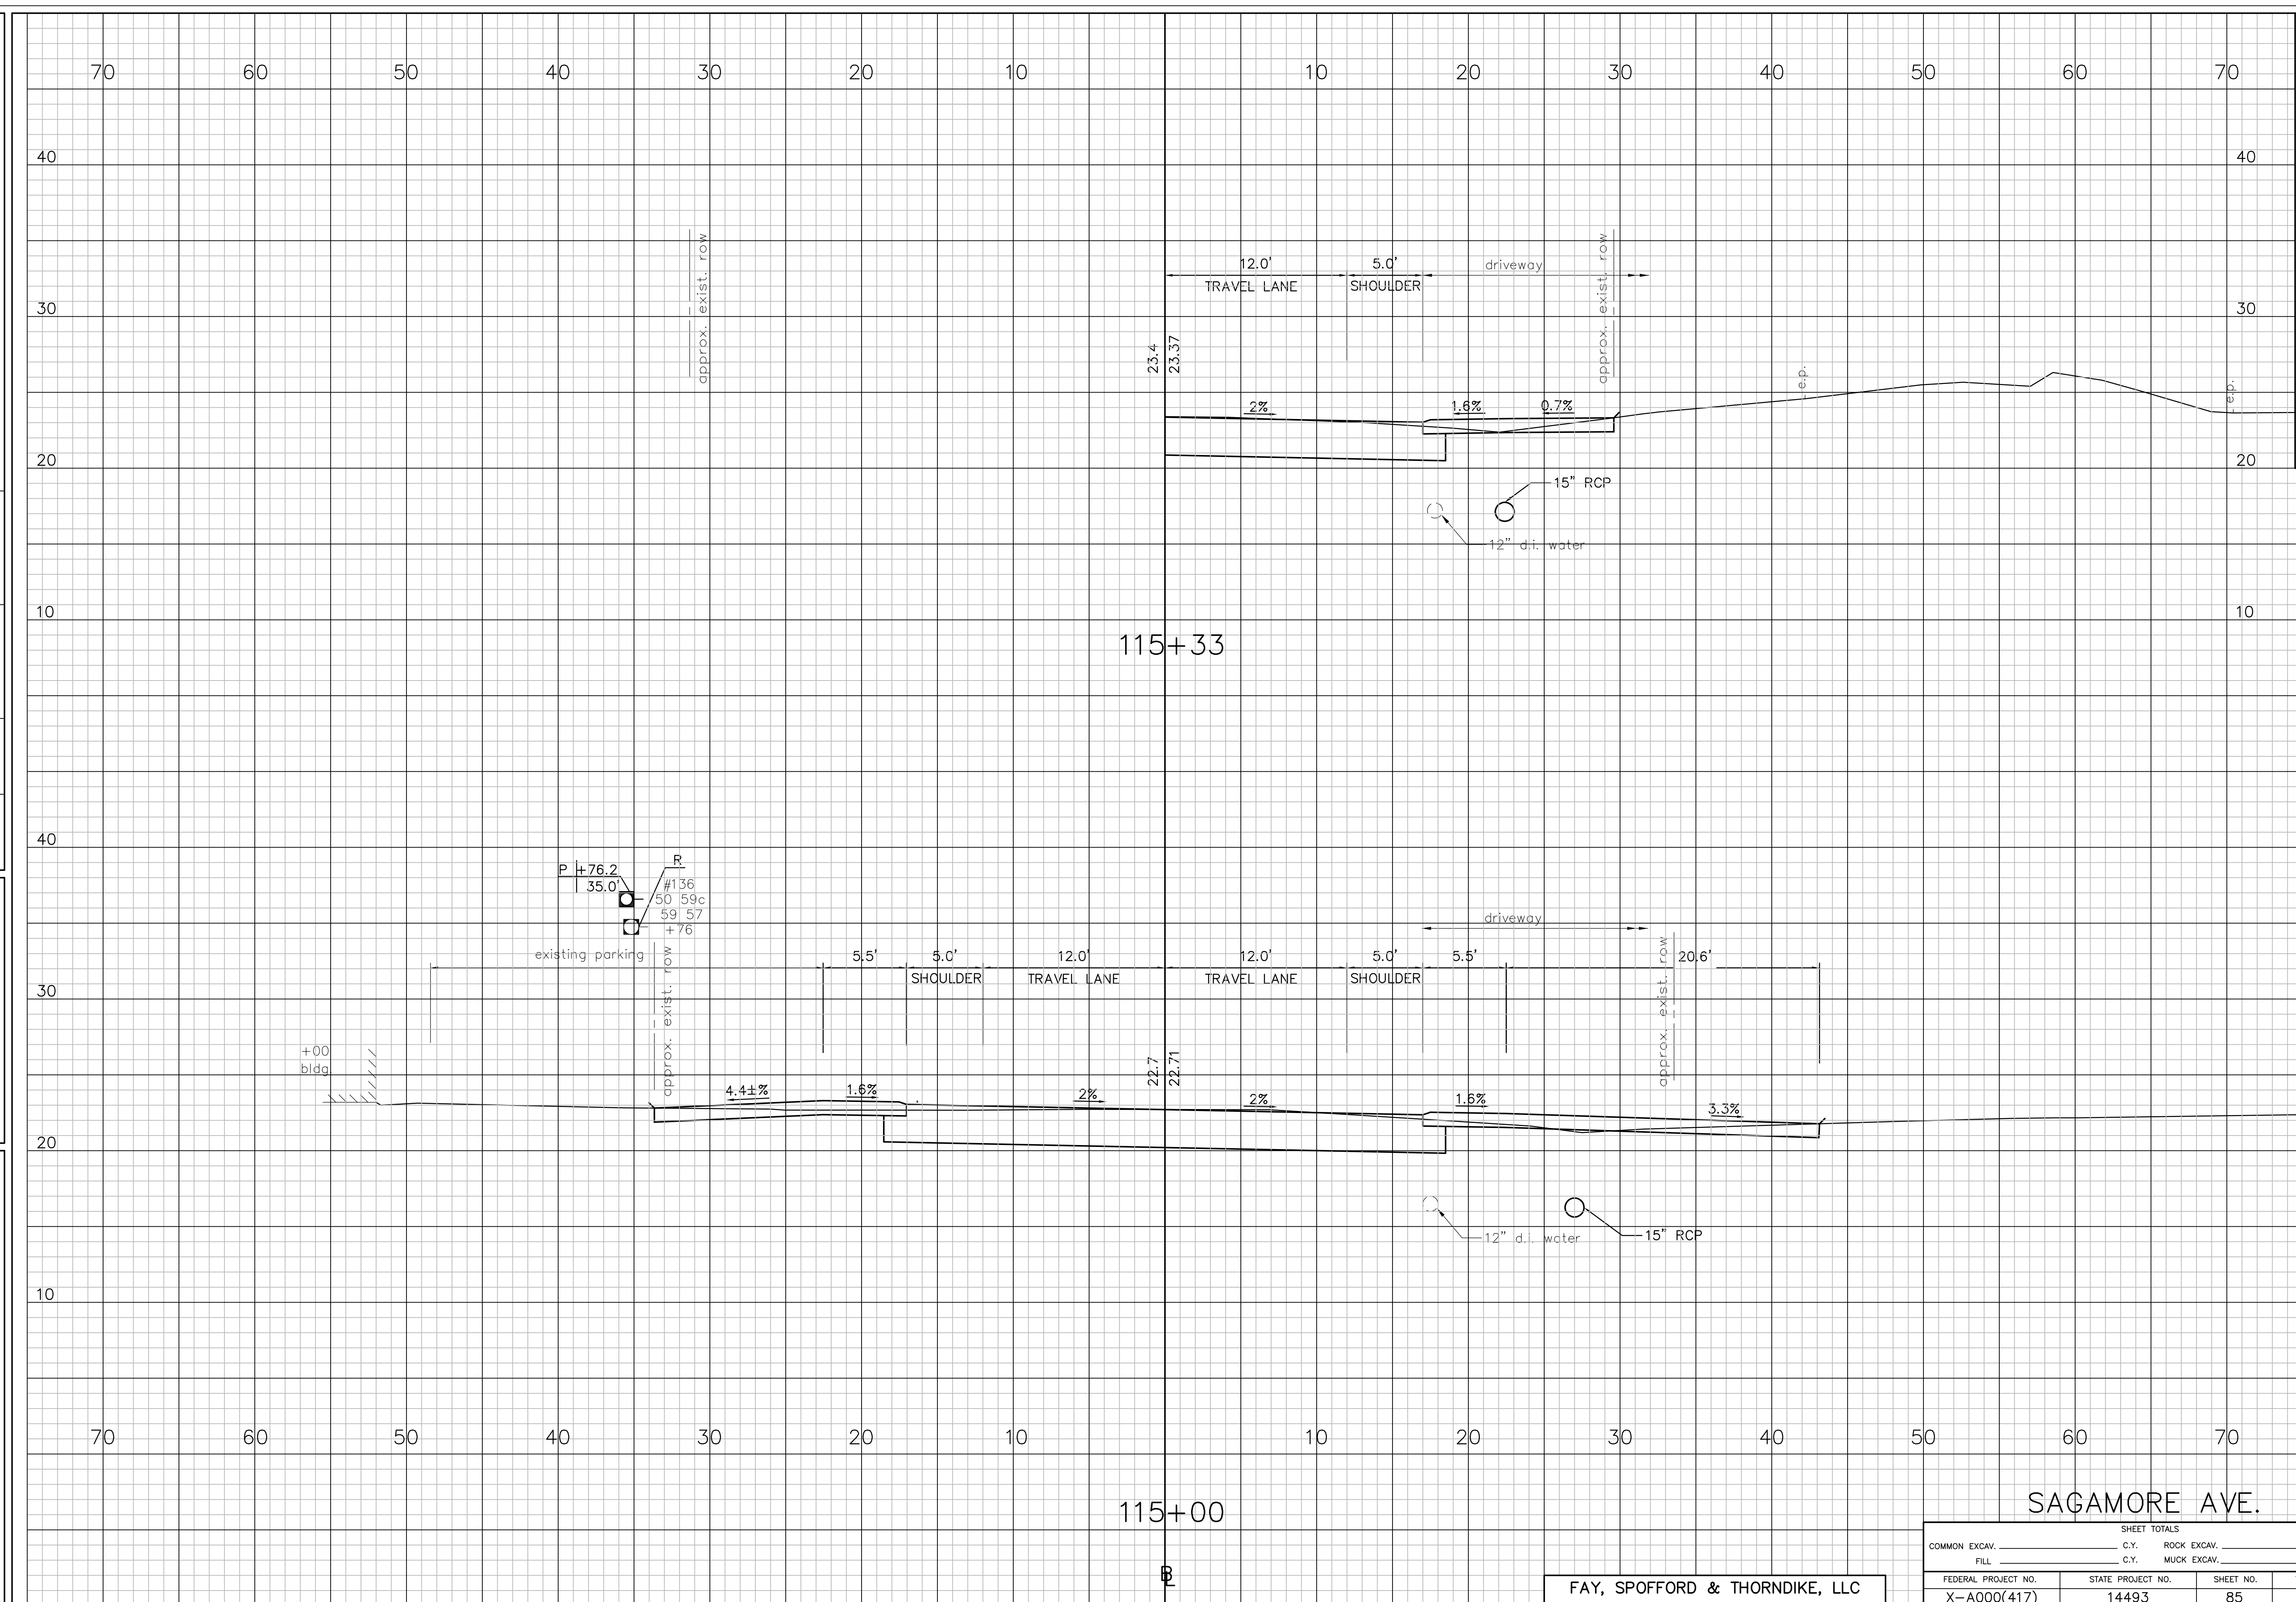 70 60 50 40 30 20 10 10 20 30 40 50 60 70
40 40
approx. exist. row
approx. exist. row
12.0' 5.0' driveway
TRAVEL LANE SHOULDER
30 30
23.4
23.37
e.p.
e.p.
2% 1.6% 0.7%
20 20
15" RCP
12" d.i. water
10 10
115+33
40
P +76.2
35.0'
R
#136
50 59c
59 57
+76
driveway
existing parking 5.5' 5.0' 12.0' 12.0' 5.0' 5.5' 20.6'
SHOULDER TRAVEL LANE TRAVEL LANE SHOULDER
30
approx. exist. row
approx. exist. row
+00
bldg.
22.7
22.71
4.4±% 1.6% 2% 2% 1.6% 3.3%
20
12" d.i. water
15" RCP
10
70 60 50 40 30 20 10 10 20 30 40 50 60 70
115+00
BL
SAGAMORE AVE.
SHEET TOTALS
COMMON EXCAV. C.Y. ROCK EXCAV.
FILL C.Y. MUCK EXCAV.
FAY, SPOFFORD & THORNDIKE, LLC
FEDERAL PROJECT NO. STATE PROJECT NO. SHEET NO.
X-A000(417) 14493 85